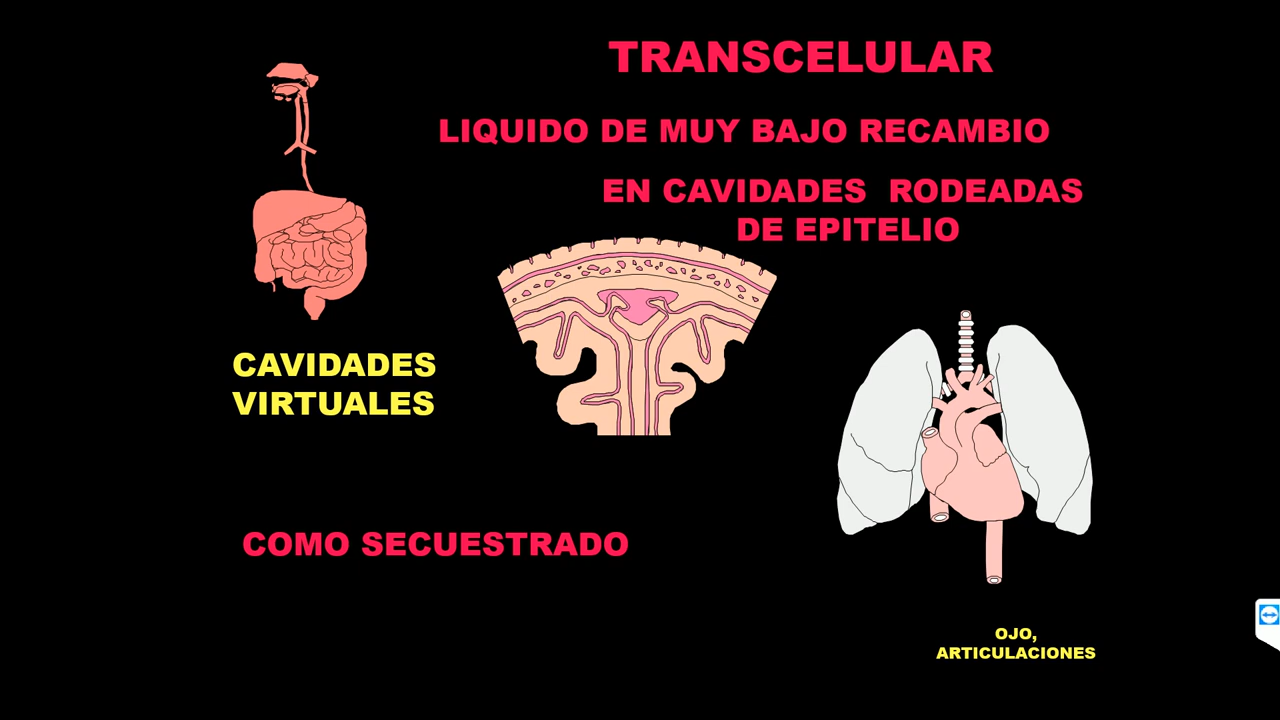 TRANSCELULAR
LIQUIDO DE MUY BAJO RECAMBIO
EN CAVIDADES RODEADAS
DE EPITELIO
CAVIDADES
VIRTUALES
COMO SECUESTRADO
OJO,
ARTICULACIONES